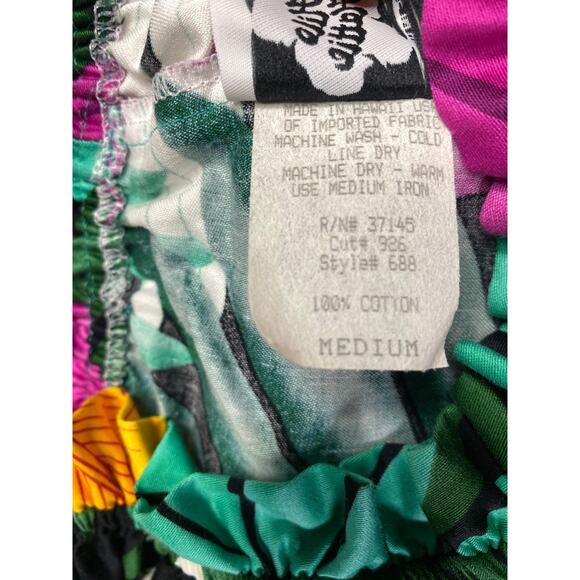 MADE IN HAWAII USA
OF IMPORTED FABRIC
MACHINE WASH - COLD
LINE DRY
MACHINE DRY - WARM
USE MEDIUM IRON
R/N# 37145
Cut# 926
Style# 688
100% COTTON
MEDIUM